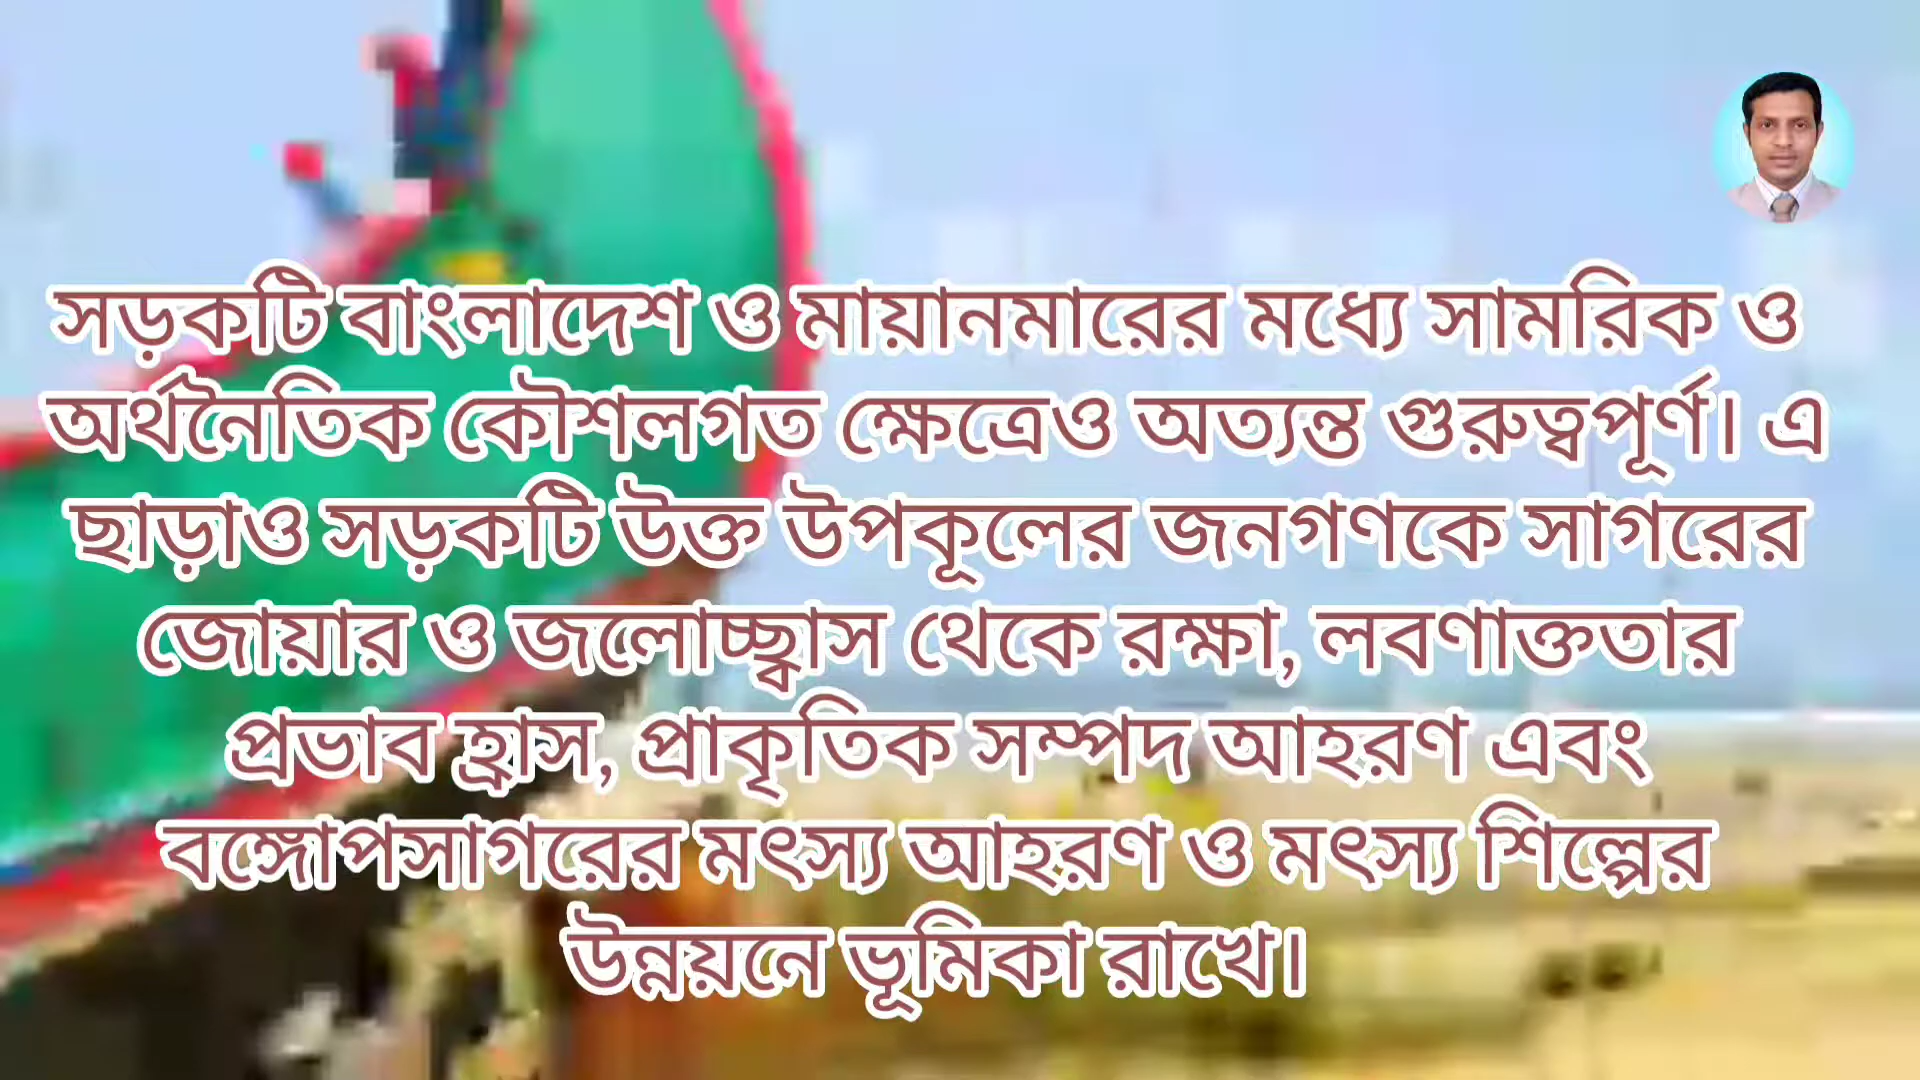 সড়কটি বাংলাদেশ ও মায়ানমারের মধ্যে সামরিক ও
অর্থনৈতিক কৌশলগত ক্ষেত্রেও অত্যন্ত গুরুত্বপূর্ণ। এ
ছাড়াও সড়কটি উক্ত উপকূলের জনগণকে সাগরের
জোয়ার ও জলোচ্ছ্বাস থেকে রক্ষা, লবণাক্ততার
প্রভাব হ্রাস, প্রাকৃতিক সম্পদ আহরণ এবং
বঙ্গোপসাগরের মৎস্য আহরণ ও মৎস্য শিল্পের
উন্নয়নে ভূমিকা রাখে।